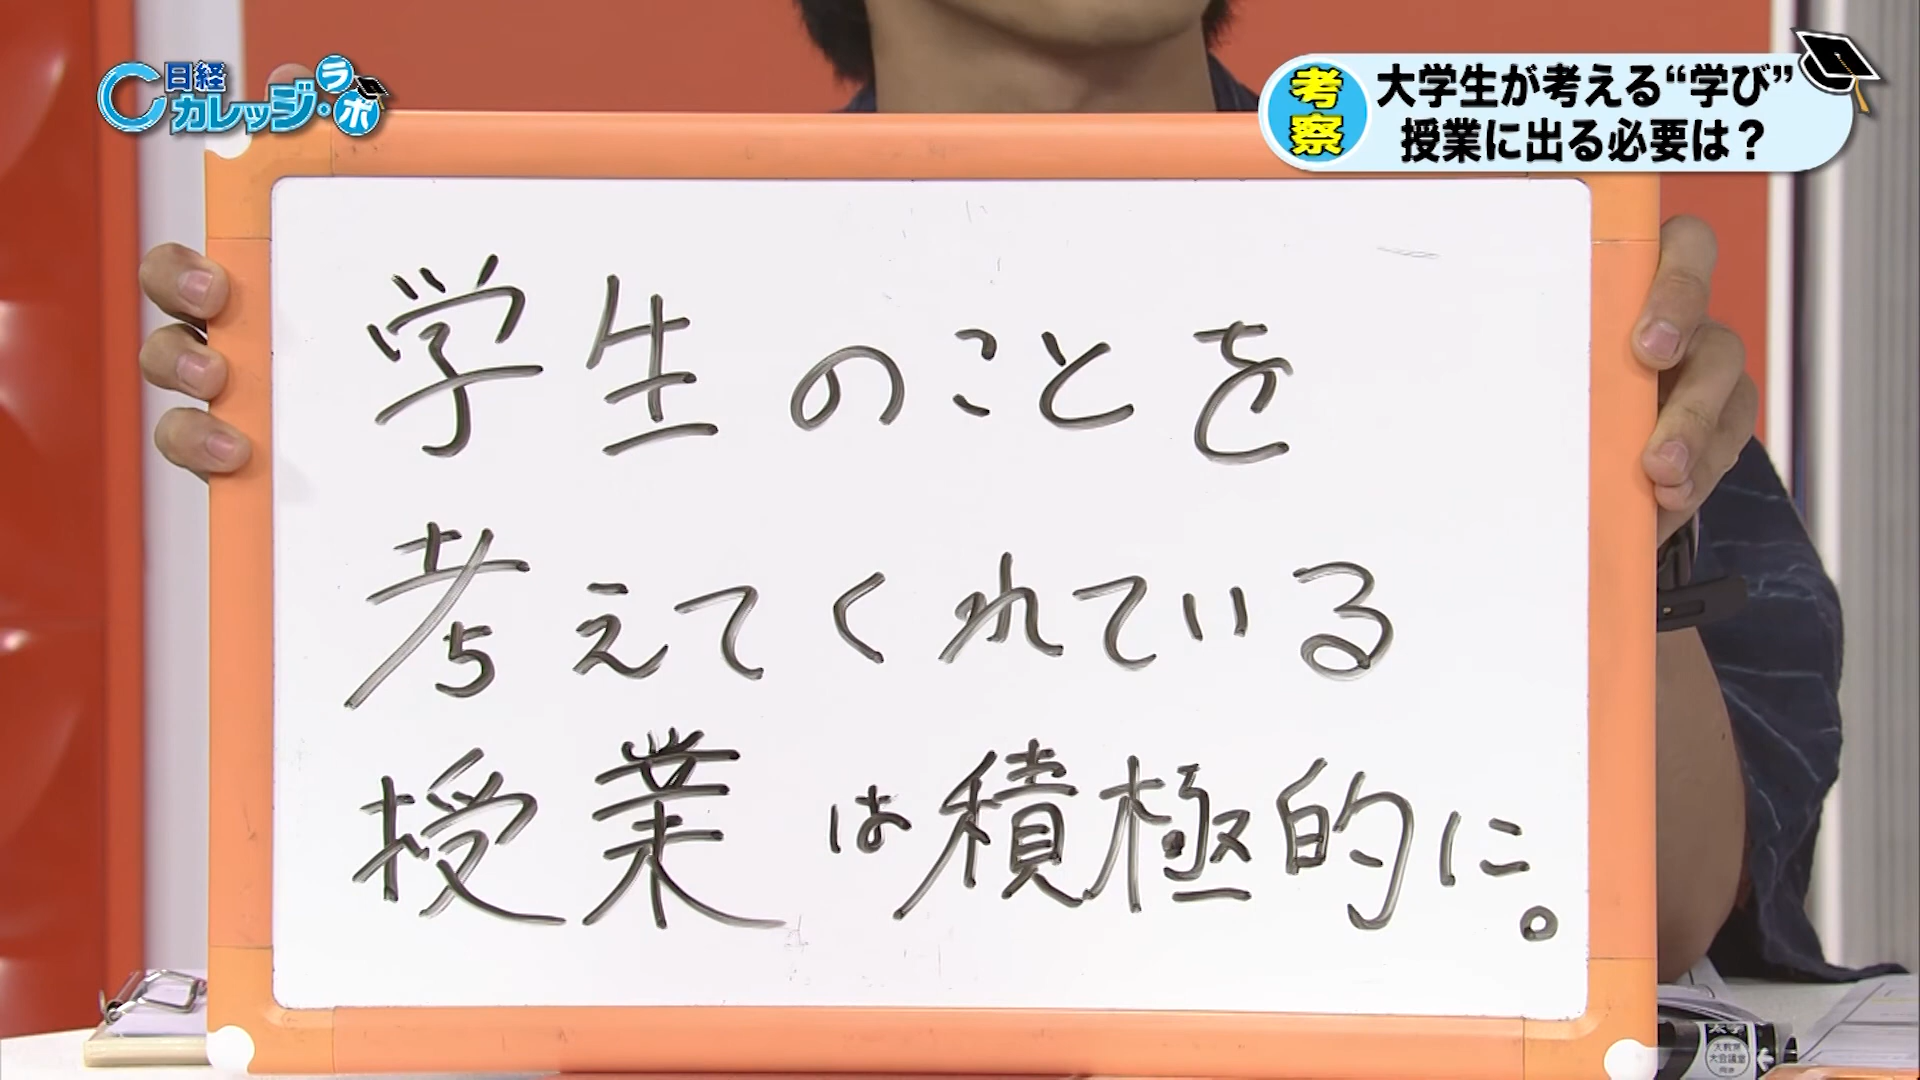 日経
カレッジ・ラボ
考察
大学生が考える“学び”
授業に出る必要は？
学生のことを
考えてくれている
授業は積極的に。
太字